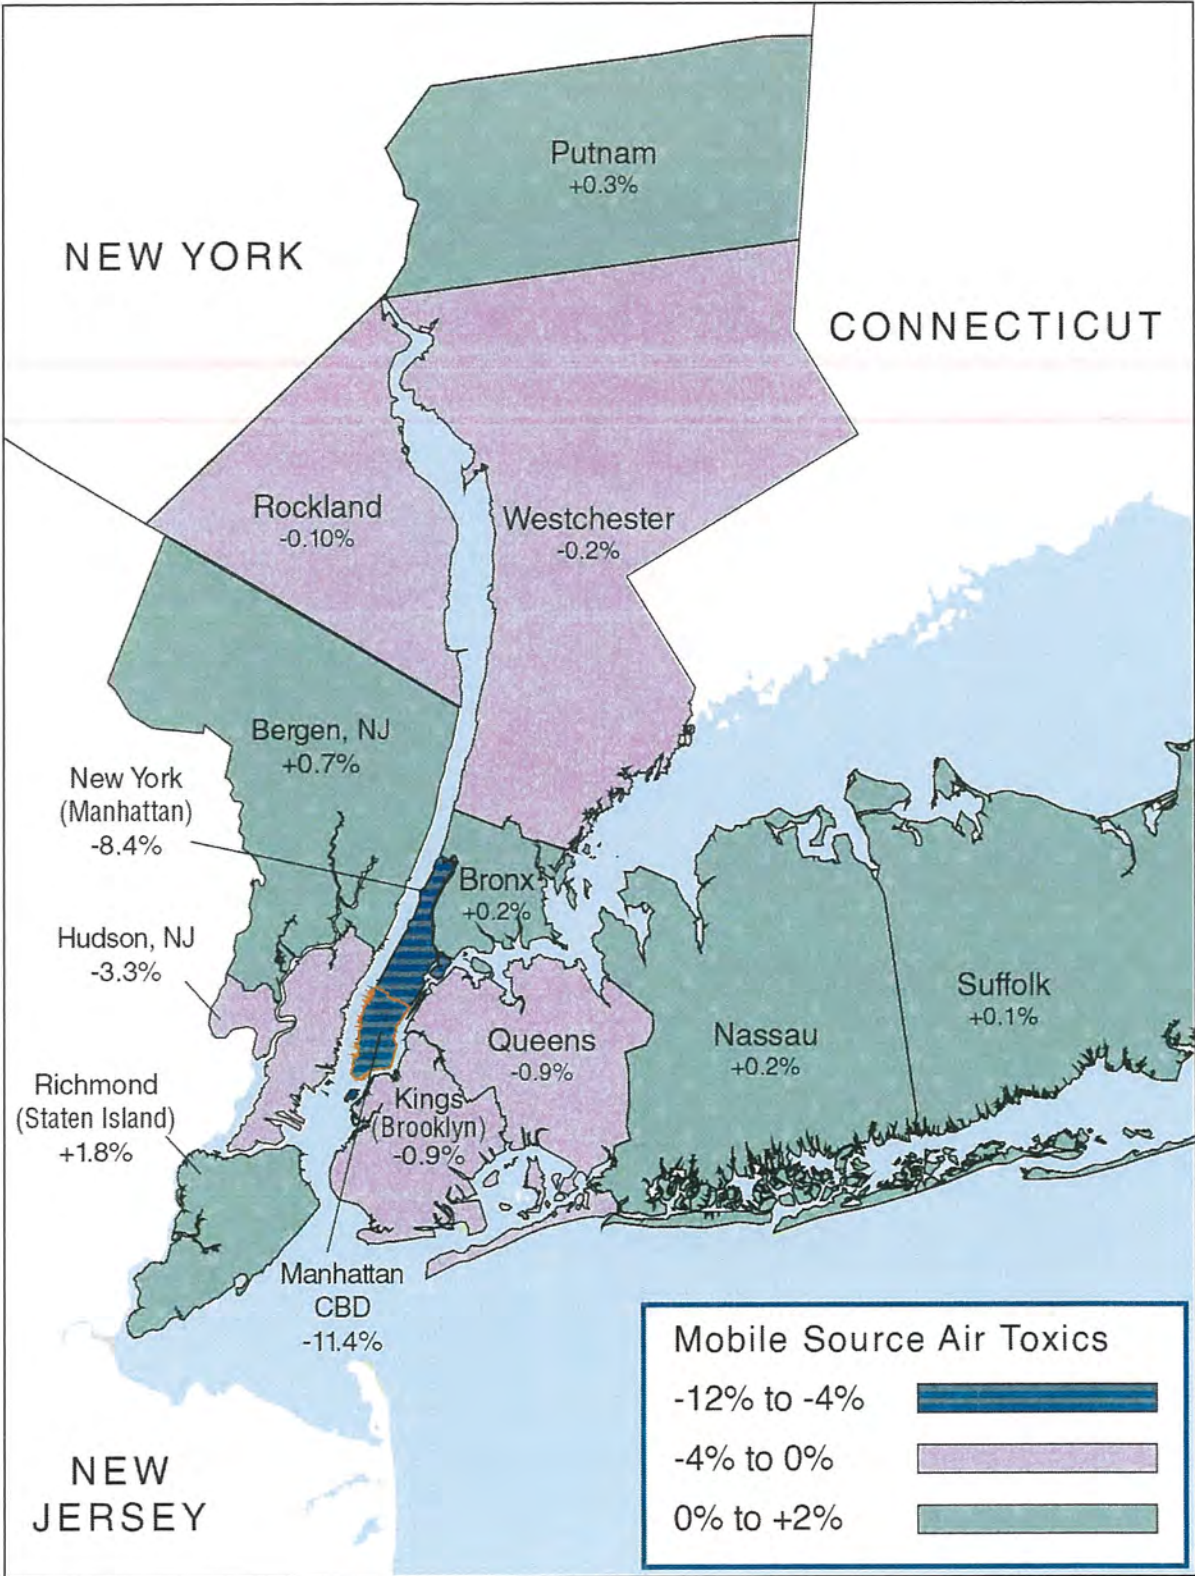 Putnam
+0.3%
NEW YORK
CONNECTICUT
Rockland
-0.10%
Westchester
-0.2%
Bergen, NJ
+0.7%
New York
(Manhattan)
-8.4%
Bronx
+0.2%
Hudson, NJ
-3.3%
Suffolk
+0.1%
Queens
-0.9%
Nassau
+0.2%
Richmond
(Staten Island)
+1.8%
Kings
(Brooklyn)
-0.9%
Manhattan
CBD
-11.4%
NEW
JERSEY
Mobile Source Air Toxics
-12% to -4%
-4% to 0%
0% to +2%